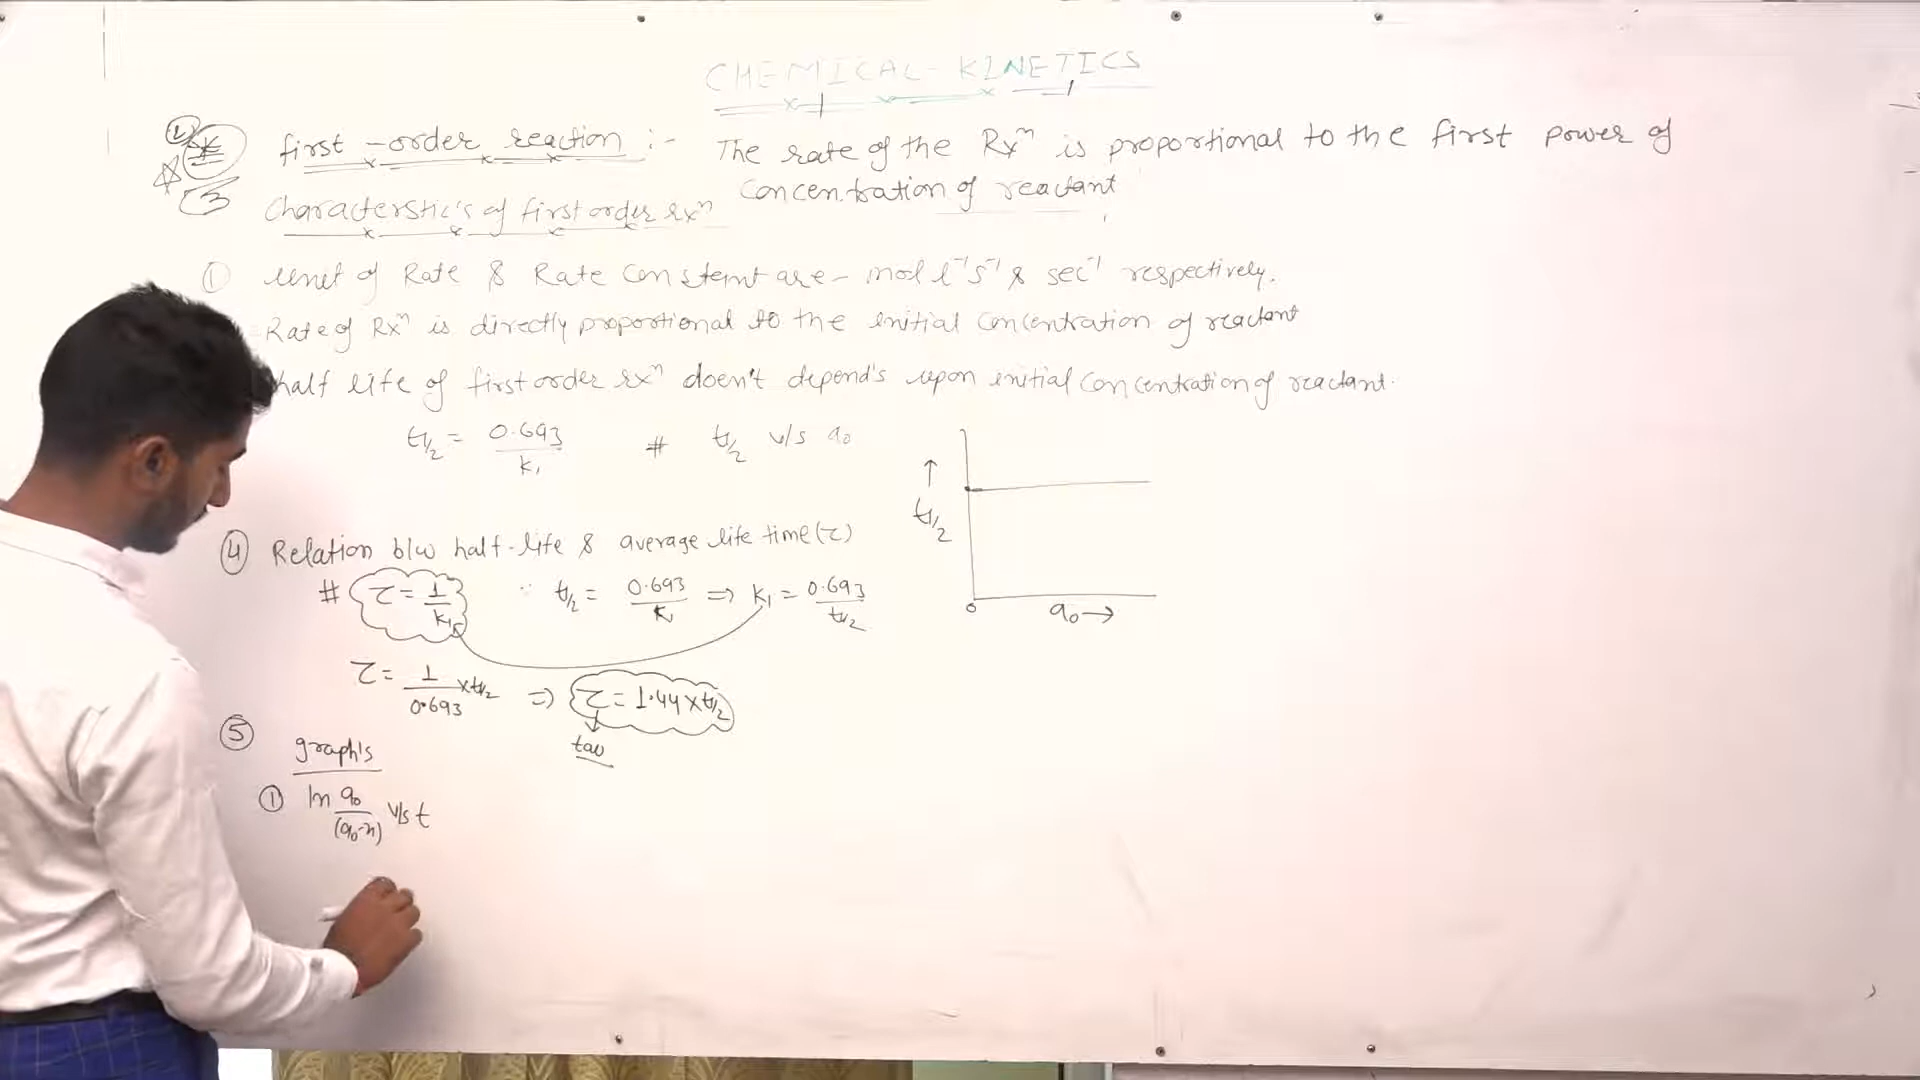 CHEMICAL-KINETICS
first-order reaction :- The rate of the Rxⁿ is proportional to the first power of
concentration of reactant
Characterstic's of first order rxⁿ
① unit of Rate & Rate Constant are - mol l⁻¹ s⁻¹ & sec⁻¹ respectively.
Rate of Rxⁿ is directly proportional to the initial concentration of reactant
half life of first order rxⁿ doen't depend's upon initial concentration of reactant.
t1/2 = 0.693/k₁ # t1/2 v/s a₀
↑ t1/2
0 a₀→
④ Relation b/w half-life & average life time (τ)
# τ = 1/k₁ ∵ t1/2 = 0.693/k₁ ⇒ k₁ = 0.693/t1/2
τ = 1/0.693 × t1/2 ⇒ τ = 1.44 × t1/2
tau
⑤ graph's
① ln a₀/(a₀-x) v/s t